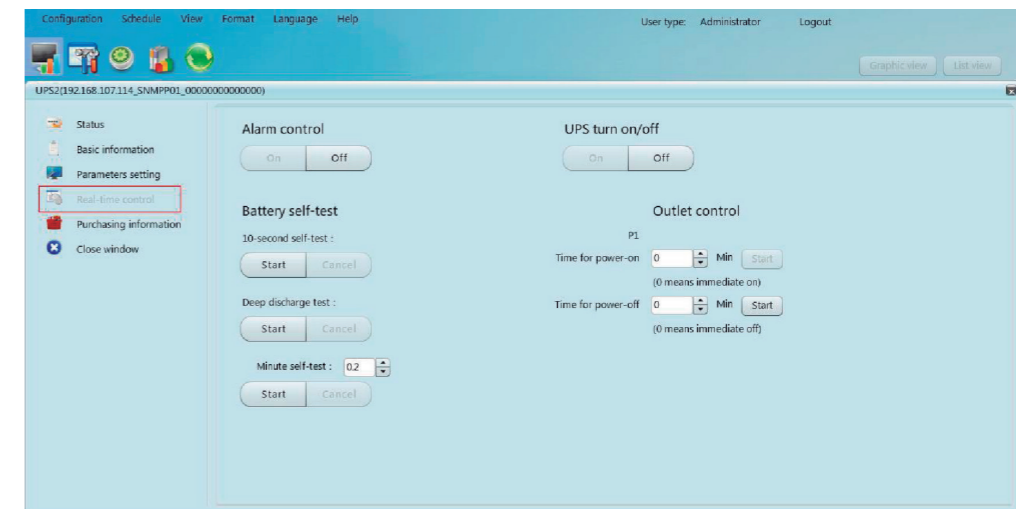 Configuration Schedule View Format Language Help User type: Administrator Logout
Graphic view List view
UPS2(192.168.107.114_SNMPP01_00000000000000)
Status
Basic information
Parameters setting
Real-time control
Purchasing information
Close window
Alarm control
On Off
UPS turn on/off
On Off
Battery self-test
10-second self-test :
Start Cancel
Deep discharge test :
Start Cancel
Minute self-test : 0.2
Start Cancel
Outlet control
P1
Time for power-on 0 Min Start
(0 means immediate on)
Time for power-off 0 Min Start
(0 means immediate off)